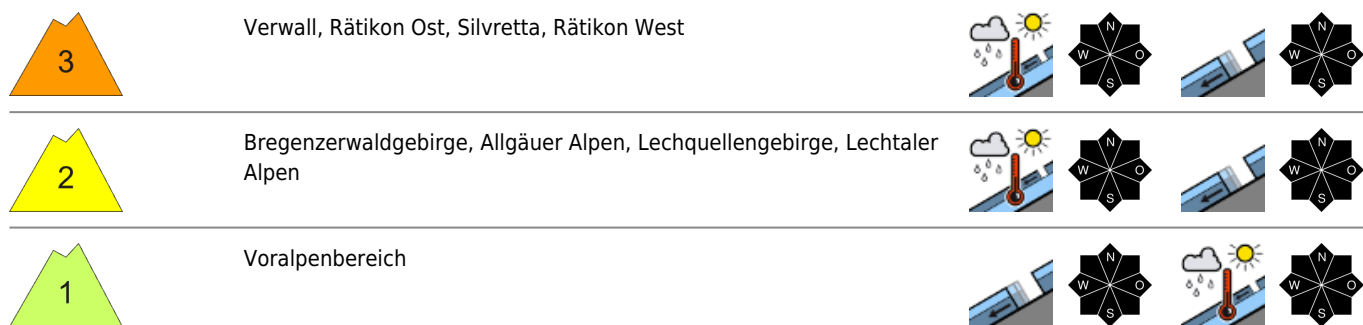 3
Verwall, Rätikon Ost, Silvretta, Rätikon West
N
W
O
S
N
W
O
S
2
Bregenzerwaldgebirge, Allgäuer Alpen, Lechquellengebirge, Lechtaler
Alpen
N
W
O
S
N
W
O
S
1
Voralpenbereich
N
W
O
S
N
W
O
S